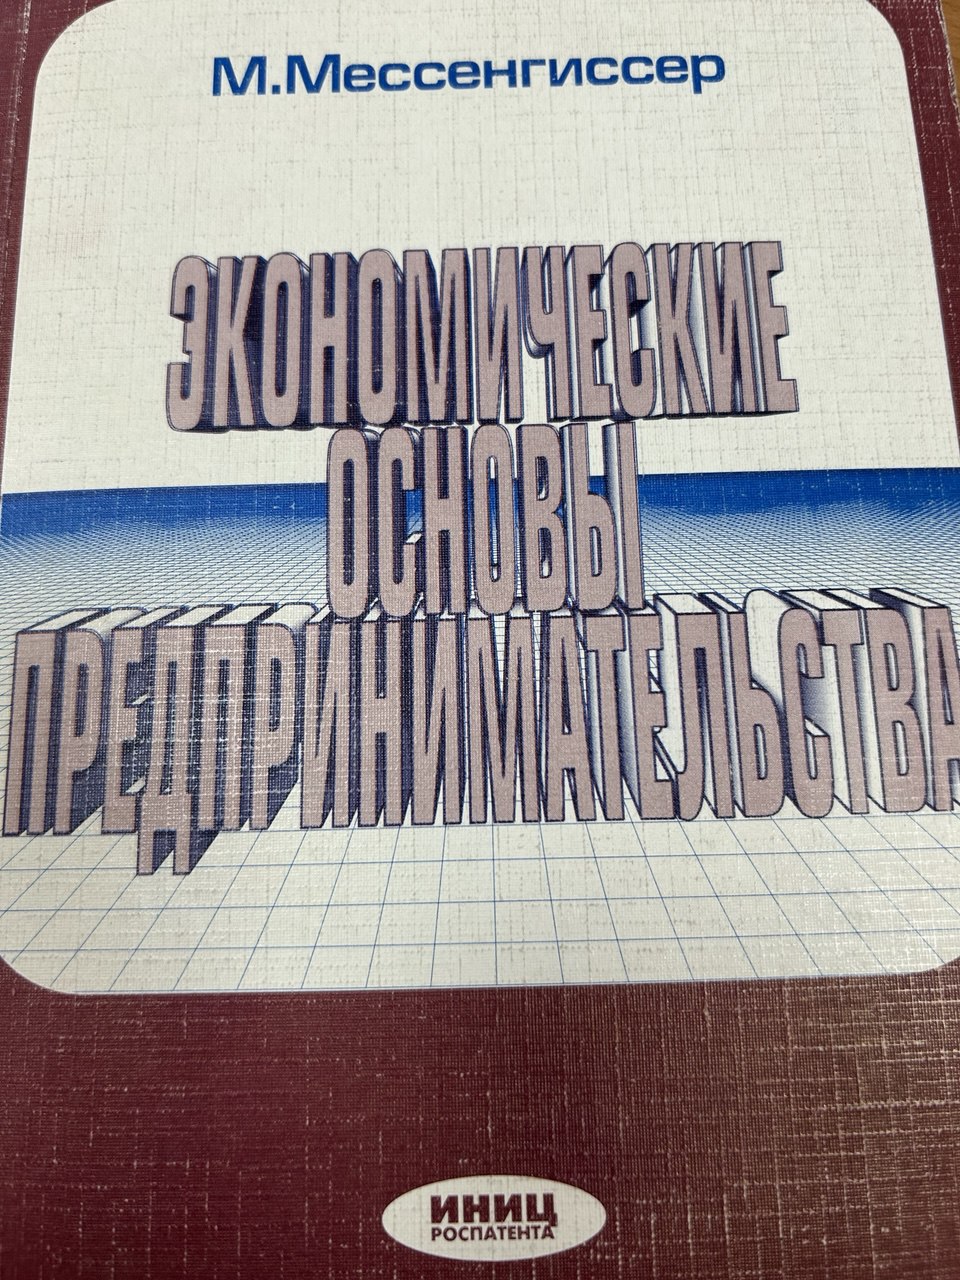 М.Мессенгиссер
ЭКОНОМИЧЕСКИЕ
ОСНОВЫ
ПРЕДПРИНИМАТЕЛЬСТВА
ИНИЦ
РОСПАТЕНТА